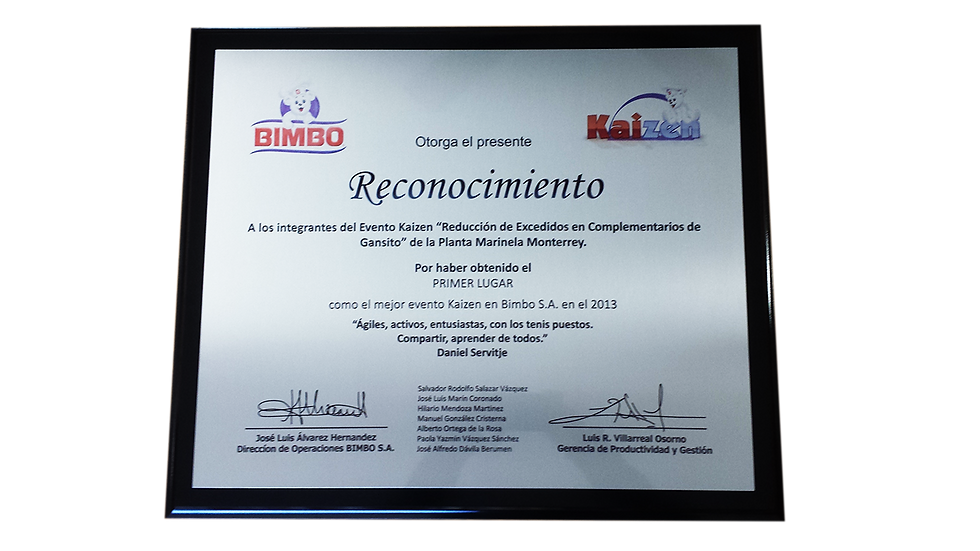 BIMBO
Kaizen
Otorga el presente
Reconocimiento
A los integrantes del Evento Kaizen “Reducción de Excedidos en Complementarios de
Gansito” de la Planta Marinela Monterrey.
Por haber obtenido el
PRIMER LUGAR
como el mejor evento Kaizen en Bimbo S.A. en el 2013
“Ágiles, activos, entusiastas, con los tenis puestos.
Compartir, aprender de todos.”
Daniel Servitje
Salvador Rodolfo Salazar Vázquez
José Luis Marín Coronado
Hilario Mendoza Martínez
Manuel González Cristerna
Alberto Ortega de la Rosa
Paola Yazmin Vázquez Sánchez
José Alfredo Dávila Berumen
José Luis Álvarez Hernandez
Direccion de Operaciones BIMBO S.A.
Luis R. Villarreal Osorno
Gerencia de Productividad y Gestión